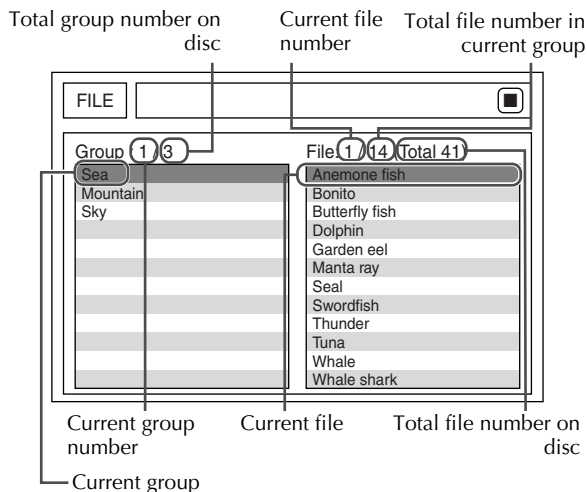 Total group number on
disc
Current file
number
Total file number in
current group
FILE
Group 1 / 3
File: 1 / 14 (Total 41)
Sea
Mountain
Sky
Anemone fish
Bonito
Butterfly fish
Dolphin
Garden eel
Manta ray
Seal
Swordfish
Thunder
Tuna
Whale
Whale shark
Current group
number
Current file
Total file number on
disc
Current group